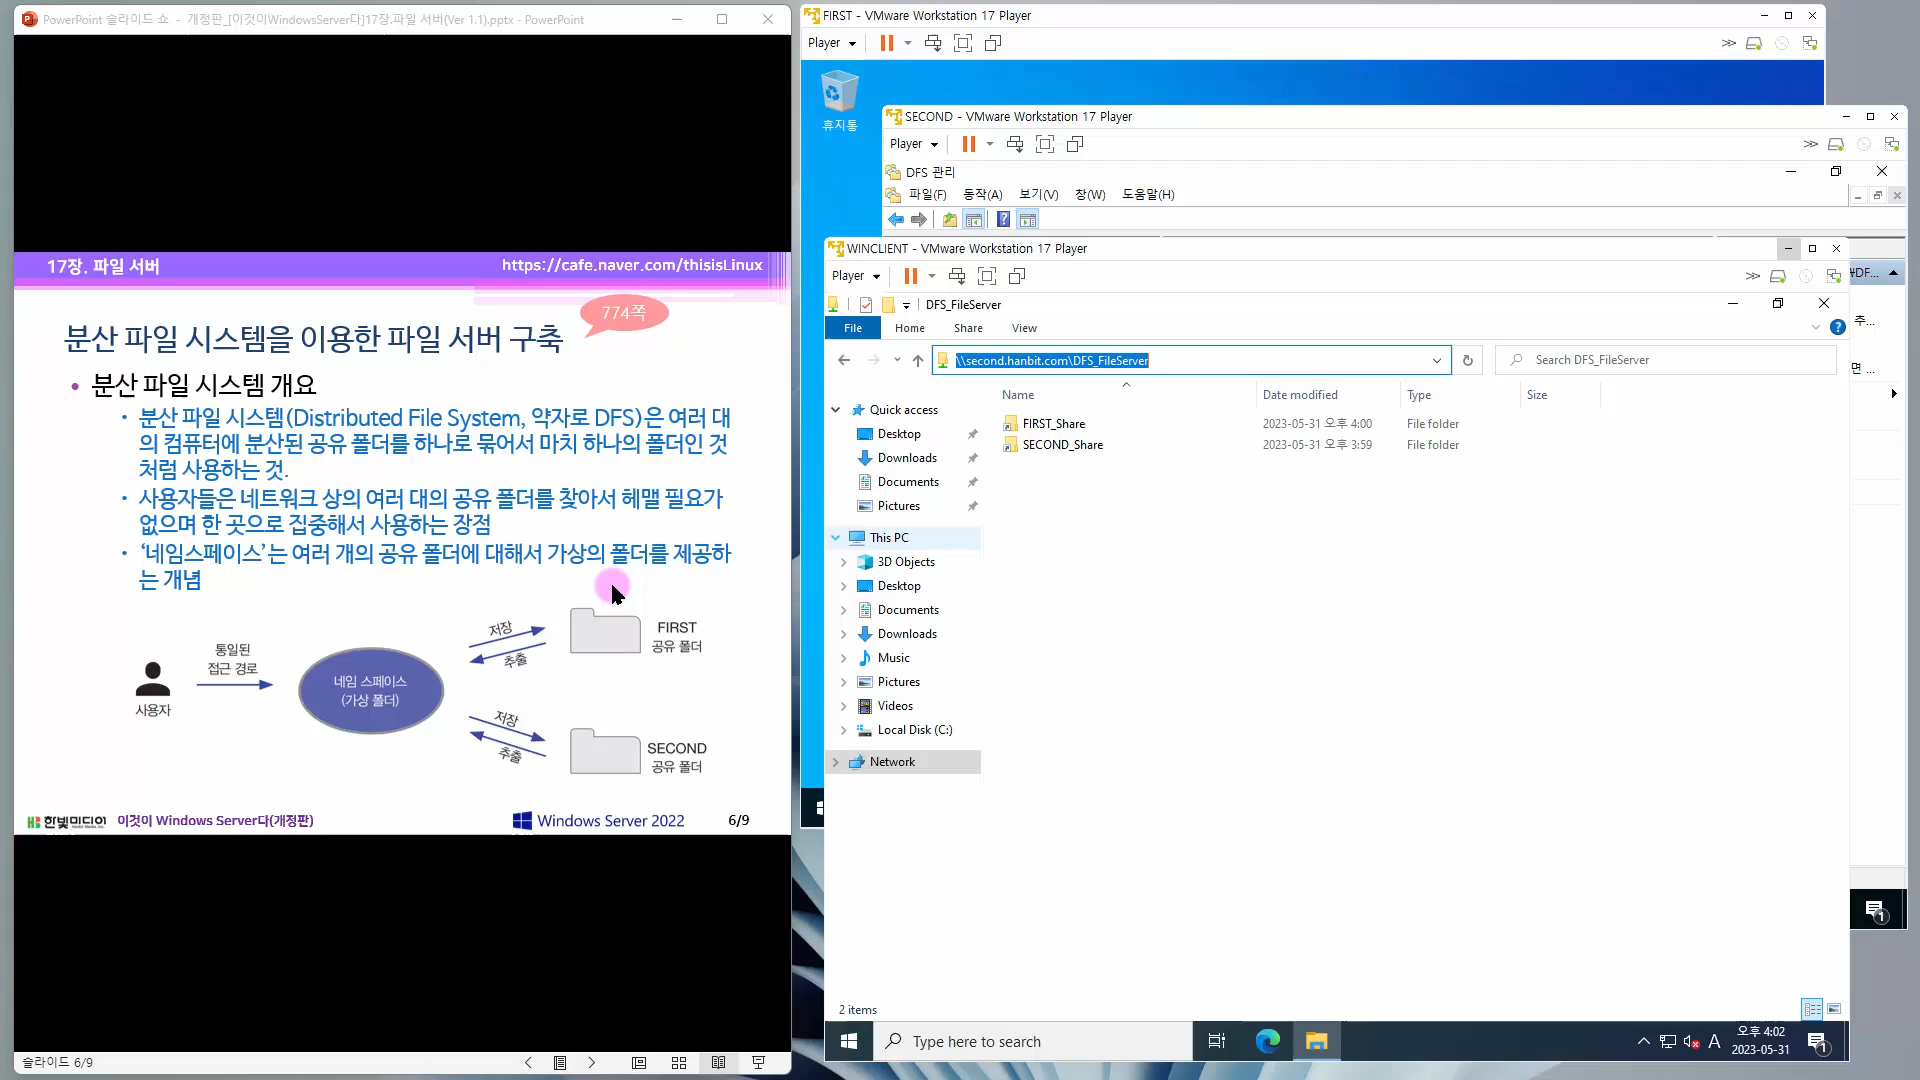 PowerPoint 슬라이드 쇼 - 개정판_[이것이WindowsServer다]17장.파일 서버(Ver 1.1).pptx - PowerPoint
17장. 파일 서버
https://cafe.naver.com/thisisLinux
774쪽
분산 파일 시스템을 이용한 파일 서버 구축
• 분산 파일 시스템 개요
• 분산 파일 시스템(Distributed File System, 약자로 DFS)은 여러 대
의 컴퓨터에 분산된 공유 폴더를 하나로 묶어서 마치 하나의 폴더인 것
처럼 사용하는 것.
• 사용자들은 네트워크 상의 여러 대의 공유 폴더를 찾아서 헤맬 필요가
없으며 한 곳으로 집중해서 사용하는 장점
• ‘네임스페이스’는 여러 개의 공유 폴더에 대해서 가상의 폴더를 제공하
는 개념
사용자
통일된
접근 경로
네임 스페이스
(가상 폴더)
저장
추출
FIRST
공유 폴더
저장
추출
SECOND
공유 폴더
한빛미디어
이것이 Windows Server다(개정판)
Windows Server 2022
6/9
슬라이드 6/9
FIRST - VMware Workstation 17 Player
Player
휴지통
SECOND - VMware Workstation 17 Player
Player
DFS 관리
파일(F) 동작(A) 보기(V) 창(W) 도움말(H)
₩DF...
추...
면 ...
1
WINCLIENT - VMware Workstation 17 Player
Player
DFS_FileServer
File Home Share View
\\second.hanbit.com\DFS_FileServer
Search DFS_FileServer
Name Date modified Type Size
FIRST_Share 2023-05-31 오후 4:00 File folder
SECOND_Share 2023-05-31 오후 3:59 File folder
Quick access
Desktop
Downloads
Documents
Pictures
This PC
3D Objects
Desktop
Documents
Downloads
Music
Pictures
Videos
Local Disk (C:)
Network
2 items
Type here to search
A
오후 4:02
2023-05-31
1